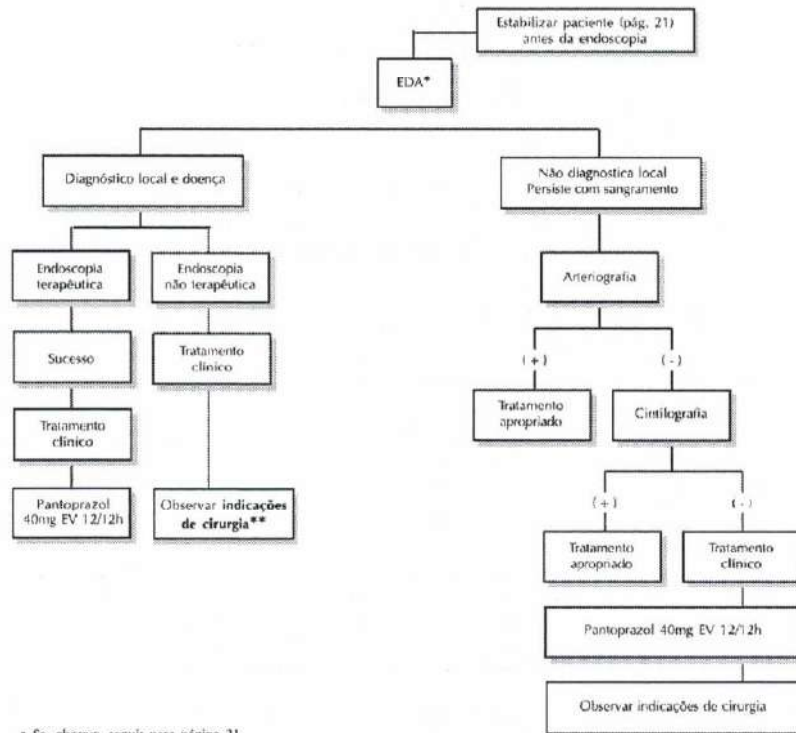 Estabilizar paciente (pág. 21)
antes da endoscopia
EDA*
Diagnóstico local e doença
Não diagnostica local
Persiste com sangramento
Endoscopia
terapêutica
Endoscopia
não terapêutica
Arteriografia
Sucesso
Tratamento
clínico
(+)
(-)
Tratamento
apropriado
Cintilografia
Tratamento
clínico
Pantoprazol
40mg EV 12/12h
Observar indicações
de cirurgia**
(+)
(-)
Tratamento
apropriado
Tratamento
clínico
Pantoprazol 40mg EV 12/12h
Observar indicações de cirurgia